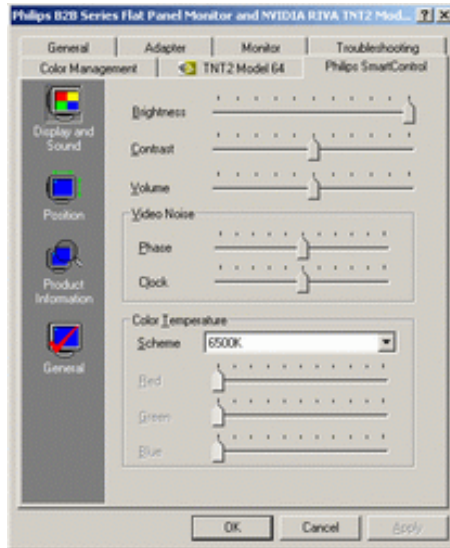 Philips B2B Series Flat Panel Monitor and NVIDIA RIVA TNT2 Mod...
General
Adapter
Monitor
Troubleshooting
Color Management
TNT2 Model 64
Philips SmartControl
Display and
Sound
Position
Product
Information
General
Brightness
Contrast
Volume
Video Noise
Phase
Clock
Color Temperature
Scheme
6500K
Red
Green
Blue
OK
Cancel
Apply